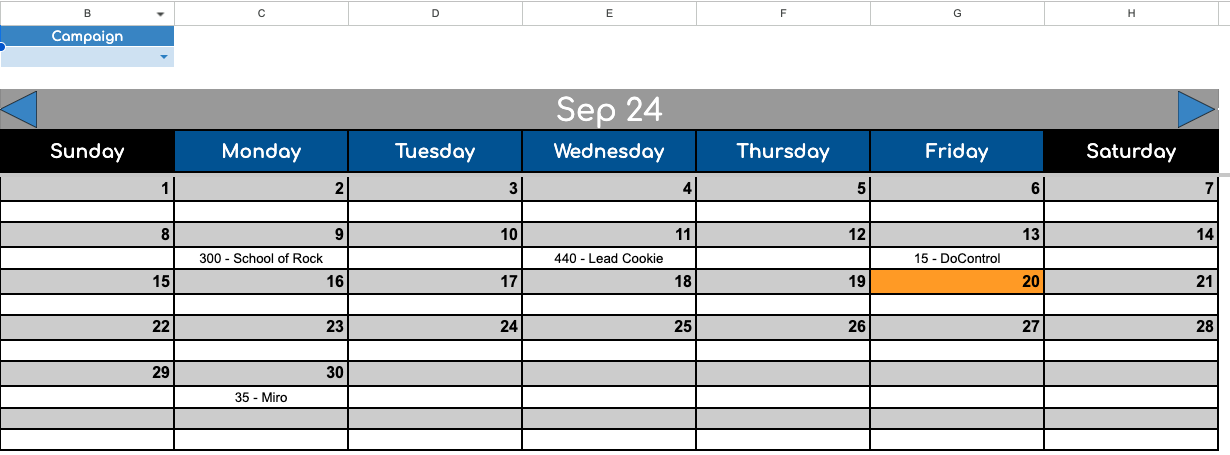 B C D E F G H
Campaign
Sep 24
Sunday Monday Tuesday Wednesday Thursday Friday Saturday
1 2 3 4 5 6 7
8 9 10 11 12 13 14
300 - School of Rock 440 - Lead Cookie 15 - DoControl
15 16 17 18 19 20 21
22 23 24 25 26 27 28
29 30
35 - Miro